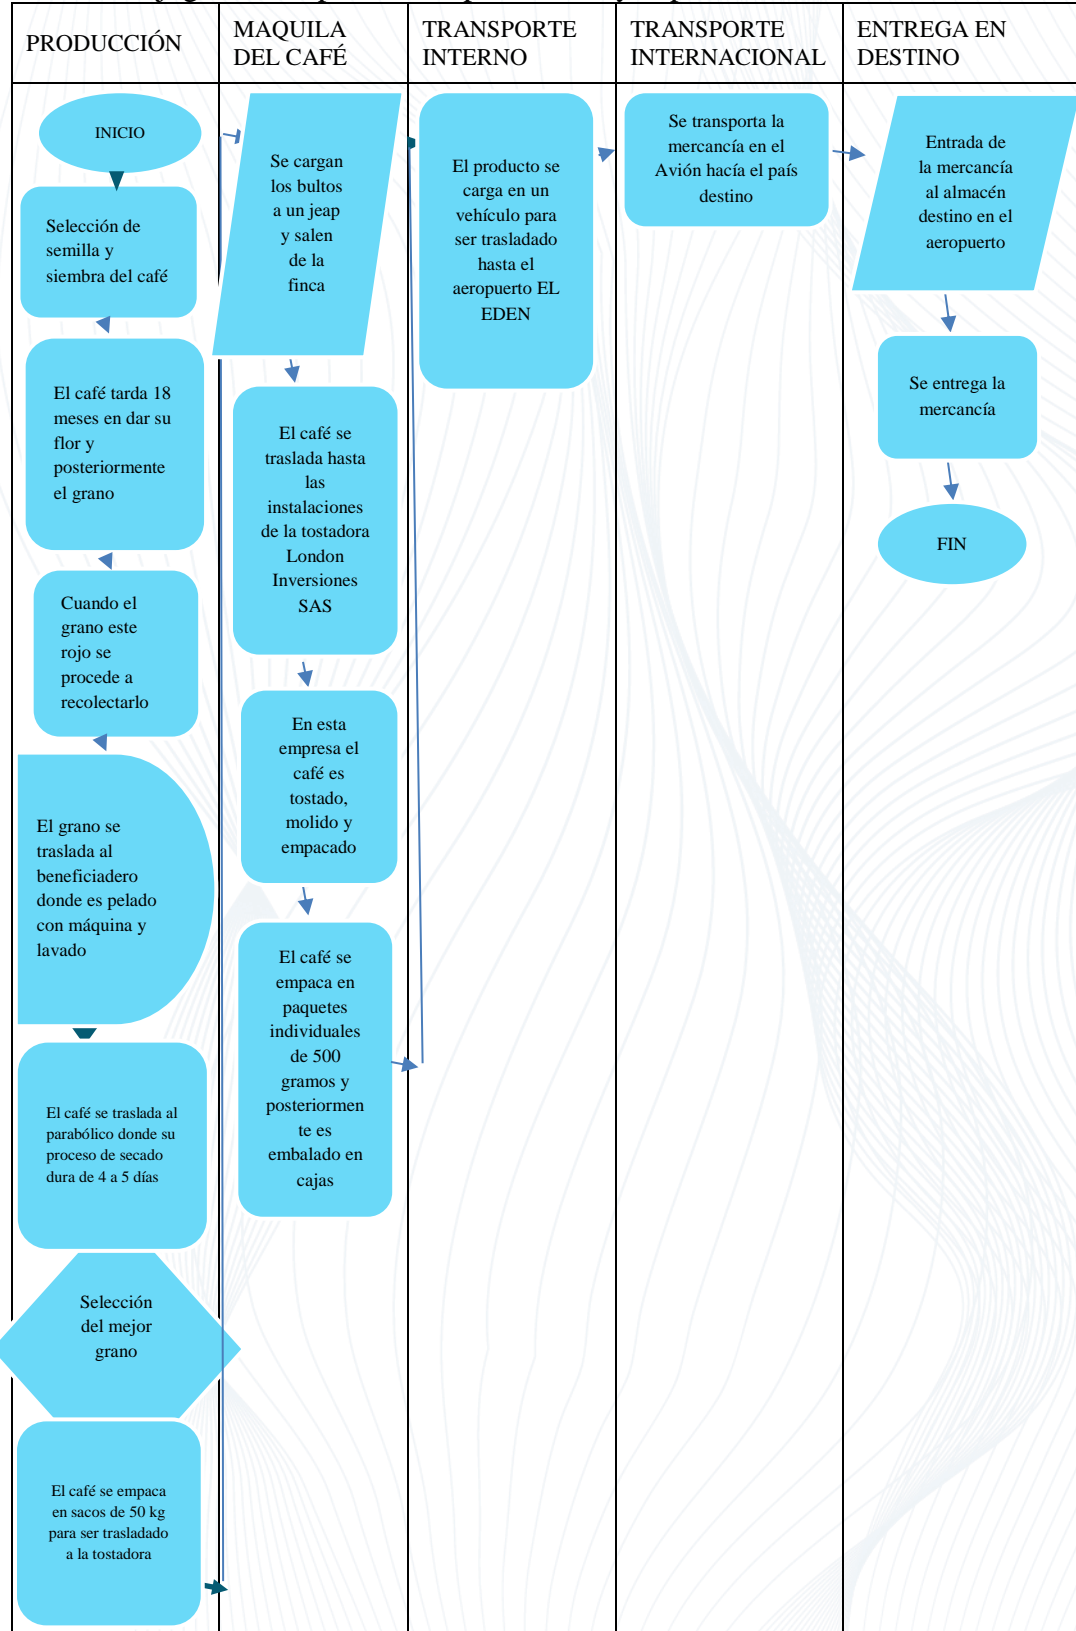 PRODUCCIÓN
MAQUILA
DEL CAFÉ
TRANSPORTE
INTERNO
TRANSPORTE
INTERNACIONAL
ENTREGA EN
DESTINO
INICIO
Selección de
semilla y
siembra del café
El café tarda 18
meses en dar su
flor y
posteriormente
el grano
Cuando el
grano este
rojo se
procede a
recolectarlo
El grano se
traslada al
beneficiadero
donde es pelado
con máquina y
lavado
El café se traslada al
parabólico donde su
proceso de secado
dura de 4 a 5 días
Selección
del mejor
grano
El café se empaca
en sacos de 50 kg
para ser trasladado
a la tostadora
Se cargan
los bultos
a un jeap
y salen
de la
finca
El café se
traslada hasta
las
instalaciones
de la tostadora
London
Inversiones
SAS
En esta
empresa el
café es
tostado,
molido y
empacado
El café se
empaca en
paquetes
individuales
de 500
gramos y
posteriormen
te es
embalado en
cajas
El producto se
carga en un
vehículo para
ser trasladado
hasta el
aeropuerto EL
EDEN
Se transporta la
mercancía en el
Avión hacía el país
destino
Entrada de
la mercancía
al almacén
destino en el
aeropuerto
Se entrega la
mercancía
FIN